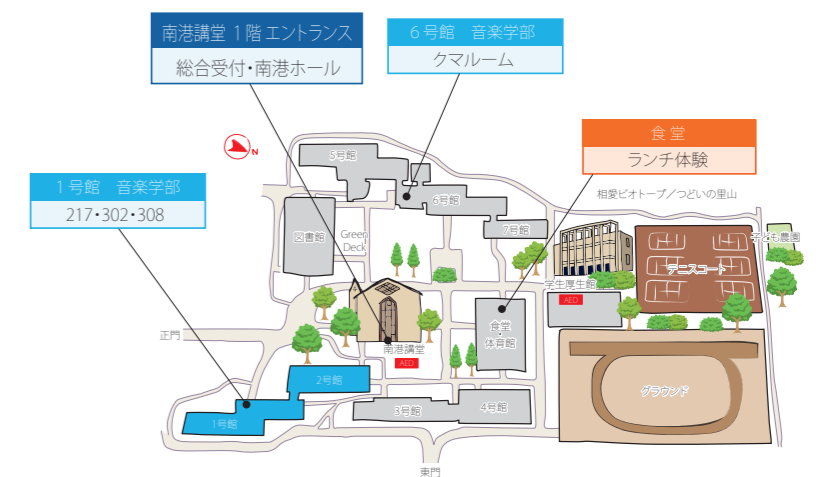 南港講堂 1階 エントランス
総合受付・南港ホール
6号館 音楽学部
クマルーム
食堂
ランチ体験
1号館 音楽学部
217・302・308
N
5号館
6号館
7号館
相愛ビオトープ／つどいの里山
子ども農園
図書館
Green
Deck
テニスコート
学生厚生館
AED
正門
南港講堂
AED
食堂
・
体育館
2号館
1号館
3号館
4号館
グラウンド
東門